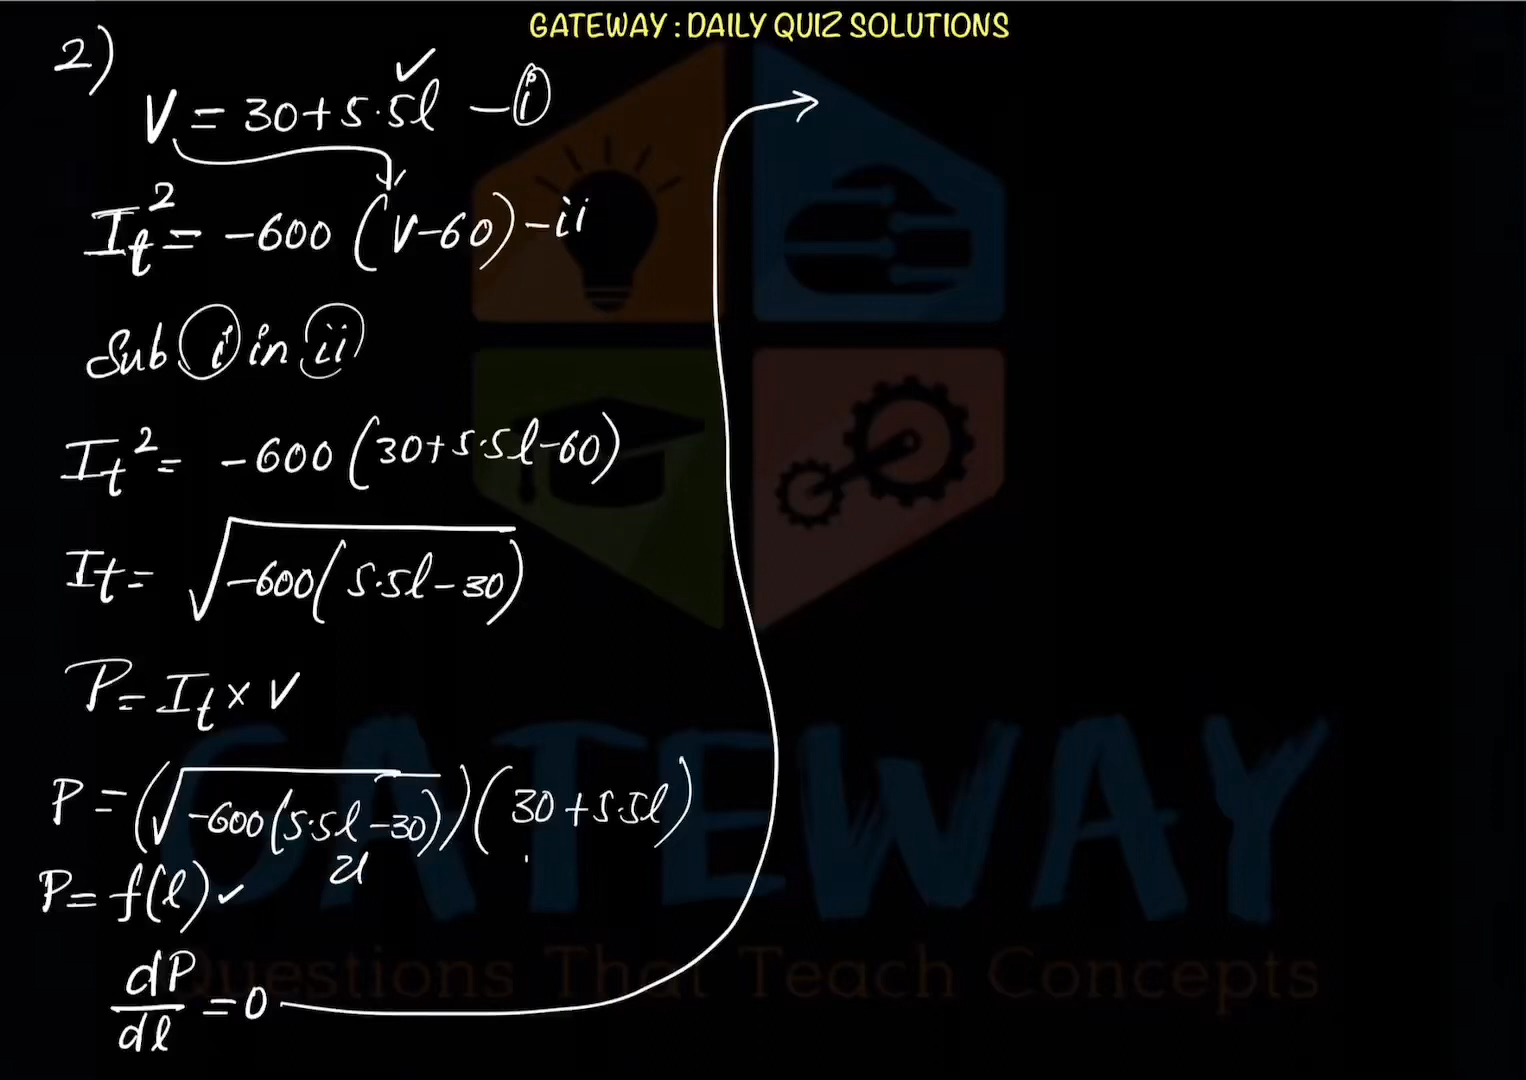 GATEWAY : DAILY QUIZ SOLUTIONS
2)
V = 30+5.5l - i
It² = -600 (V-60) - ii
Sub i in ii
It² = -600 (30+5.5l-60)
It = √-600(5.5l-30)
P = It × V
P = (√-600(5.5l-30))(30+5.5l)
u
P = f(l) ✓
dP/dl = 0
GATEWAY
Questions That Teach Concepts